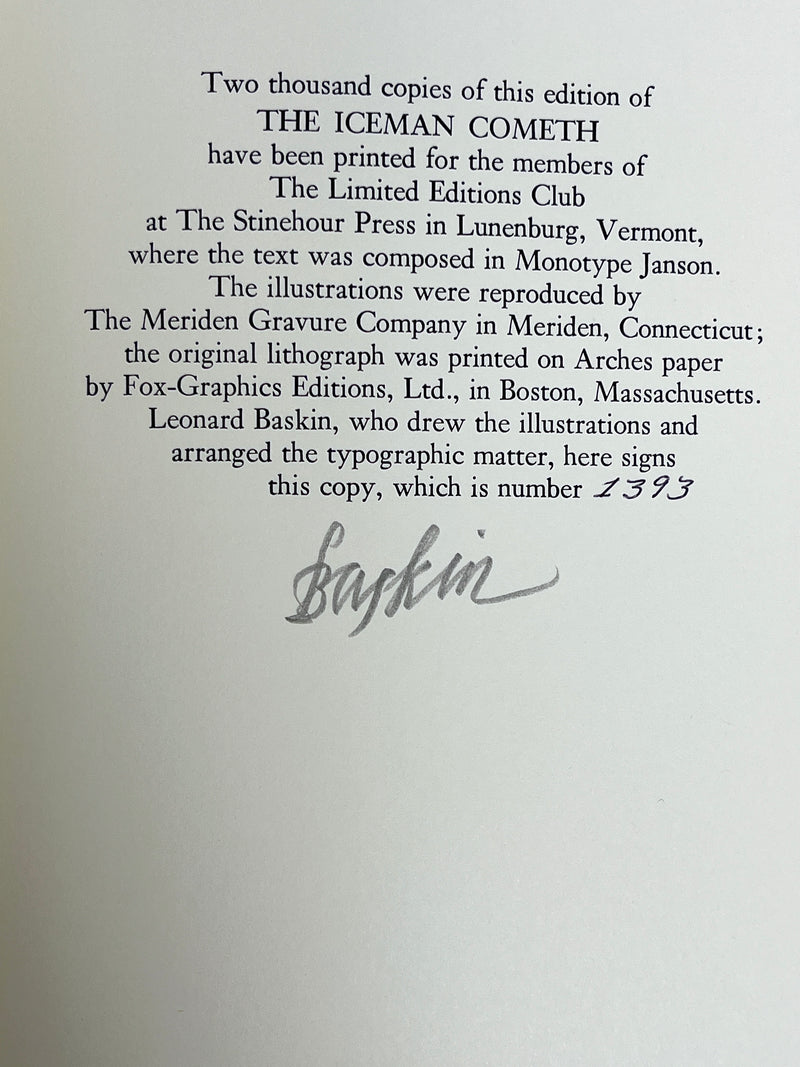 Two thousand copies of this edition of
THE ICEMAN COMETH
have been printed for the members of
The Limited Editions Club
at The Stinehour Press in Lunenburg, Vermont,
where the text was composed in Monotype Janson.
The illustrations were reproduced by
The Meriden Gravure Company in Meriden, Connecticut;
the original lithograph was printed on Arches paper
by Fox-Graphics Editions, Ltd., in Boston, Massachusetts.
Leonard Baskin, who drew the illustrations and
arranged the typographic matter, here signs
this copy, which is number 1393
Baskin